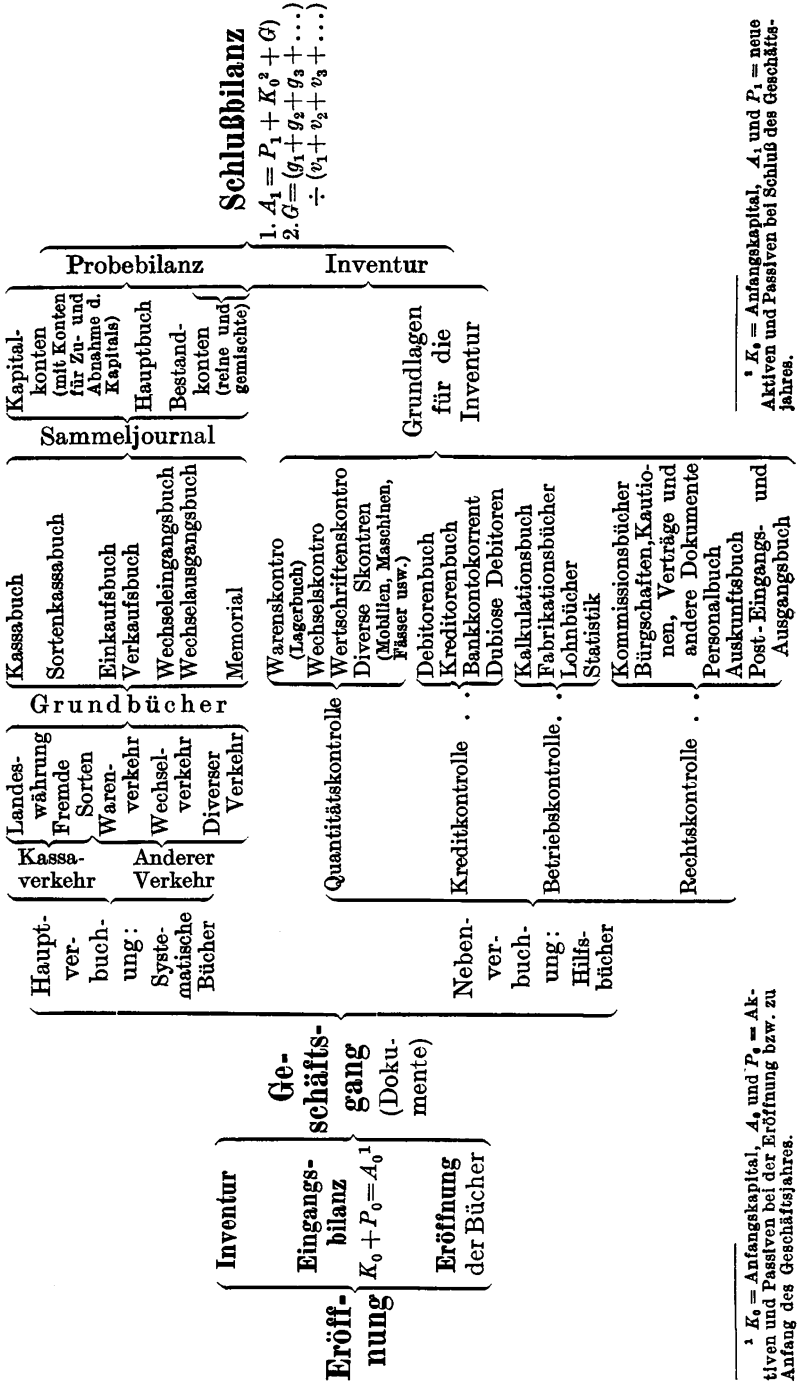 Eröff-
nung
Inventur
Eingangs-
bilanz
K₀ + P₀ = A₀¹
Eröffnung
der Bücher
Ge-
schäfts-
gang
(Doku-
mente)
Haupt-
ver-
buch-
ung:
Syste-
matische
Bücher
Kassa-
verkehr
Anderer
Verkehr
Landes-
währung
Fremde
Sorten
Waren-
verkehr
Wechsel-
verkehr
Diverser
Verkehr
Grundbücher
Kassabuch
Sortenkassabuch
Einkaufsbuch
Verkaufsbuch
Wechseleingangsbuch
Wechselausgangsbuch
Memorial
Sammeljournal
Kapital-
konten
(mit Konten
für Zu- und
Abnahme d.
Kapitals)
Hauptbuch
Bestand-
konten
(reine und
gemischte)
Neben-
ver-
buch-
ung:
Hilfs-
bücher
Quantitätskontrolle
Kreditkontrolle . .
Betriebskontrolle. .
Rechtskontrolle . .
Warenskontro
(Lagerbuch)
Wechselskontro
Wertschriftenskontro
Diverse Skontren
(Mobilien, Maschinen,
Fässer usw.)
Debitorenbuch
Kreditorenbuch
Bankkontokorrent
Dubiose Debitoren
Kalkulationsbuch
Fabrikationsbücher
Lohnbücher
Statistik
Kommissionsbücher
Bürgschaften,Kautio-
nen, Verträge und
andere Dokumente
Personalbuch
Auskunftsbuch
Post-Eingangs- und
Ausgangsbuch
Grundlagen
für die
Inventur
Probebilanz
Inventur
Schlußbilanz
1. A₁ = P₁ + K₀² + G)
2. G = (g₁+g₂+g₃ + ...)
÷ (v₁+v₂+v₃ + ...)
¹ K₀ = Anfangskapital, A₀ und P₀ = Ak-
tiven und Passiven bei der Eröffnung bzw. zu
Anfang des Geschäftsjahres.
² K₀ = Anfangskapital, A₁ und P₁ = neue
Aktiven und Passiven bei Schluß des Geschäfts-
jahres.